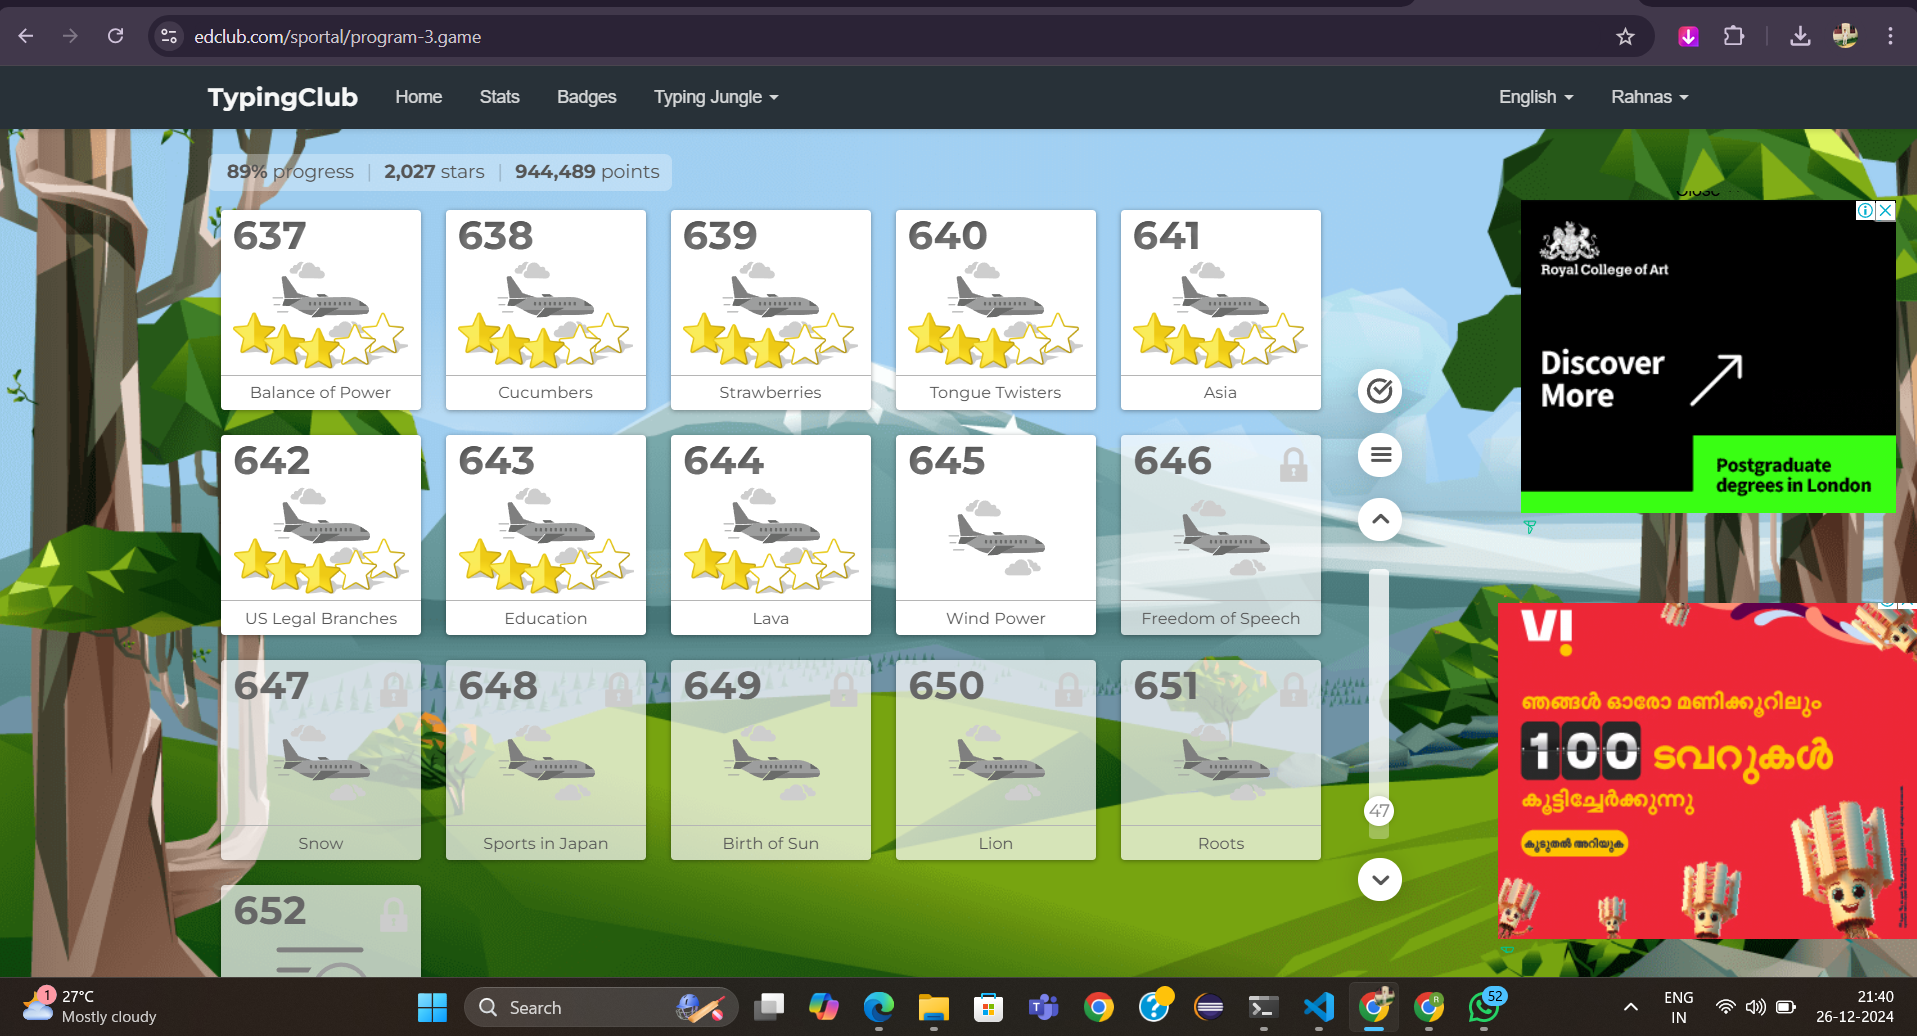 edclub.com/sportal/program-3.game
TypingClub Home Stats Badges Typing Jungle English Rahnas
89% progress | 2,027 stars | 944,489 points
637 638 639 640 641
Balance of Power Cucumbers Strawberries Tongue Twisters Asia
642 643 644 645 646
US Legal Branches Education Lava Wind Power Freedom of Speech
647 648 649 650 651
Snow Sports in Japan Birth of Sun Lion Roots
652
47
Close
Royal College of Art
Discover
More
Postgraduate
degrees in London
VI
ഞങ്ങൾ ഓരോ മണിക്കൂറിലും
100 ടവറുകൾ
കൂട്ടിച്ചേർക്കുന്നു
കൂടുതൽ അറിയുക
1
27°C
Mostly cloudy
Search
52
ENG
IN
21:40
26-12-2024